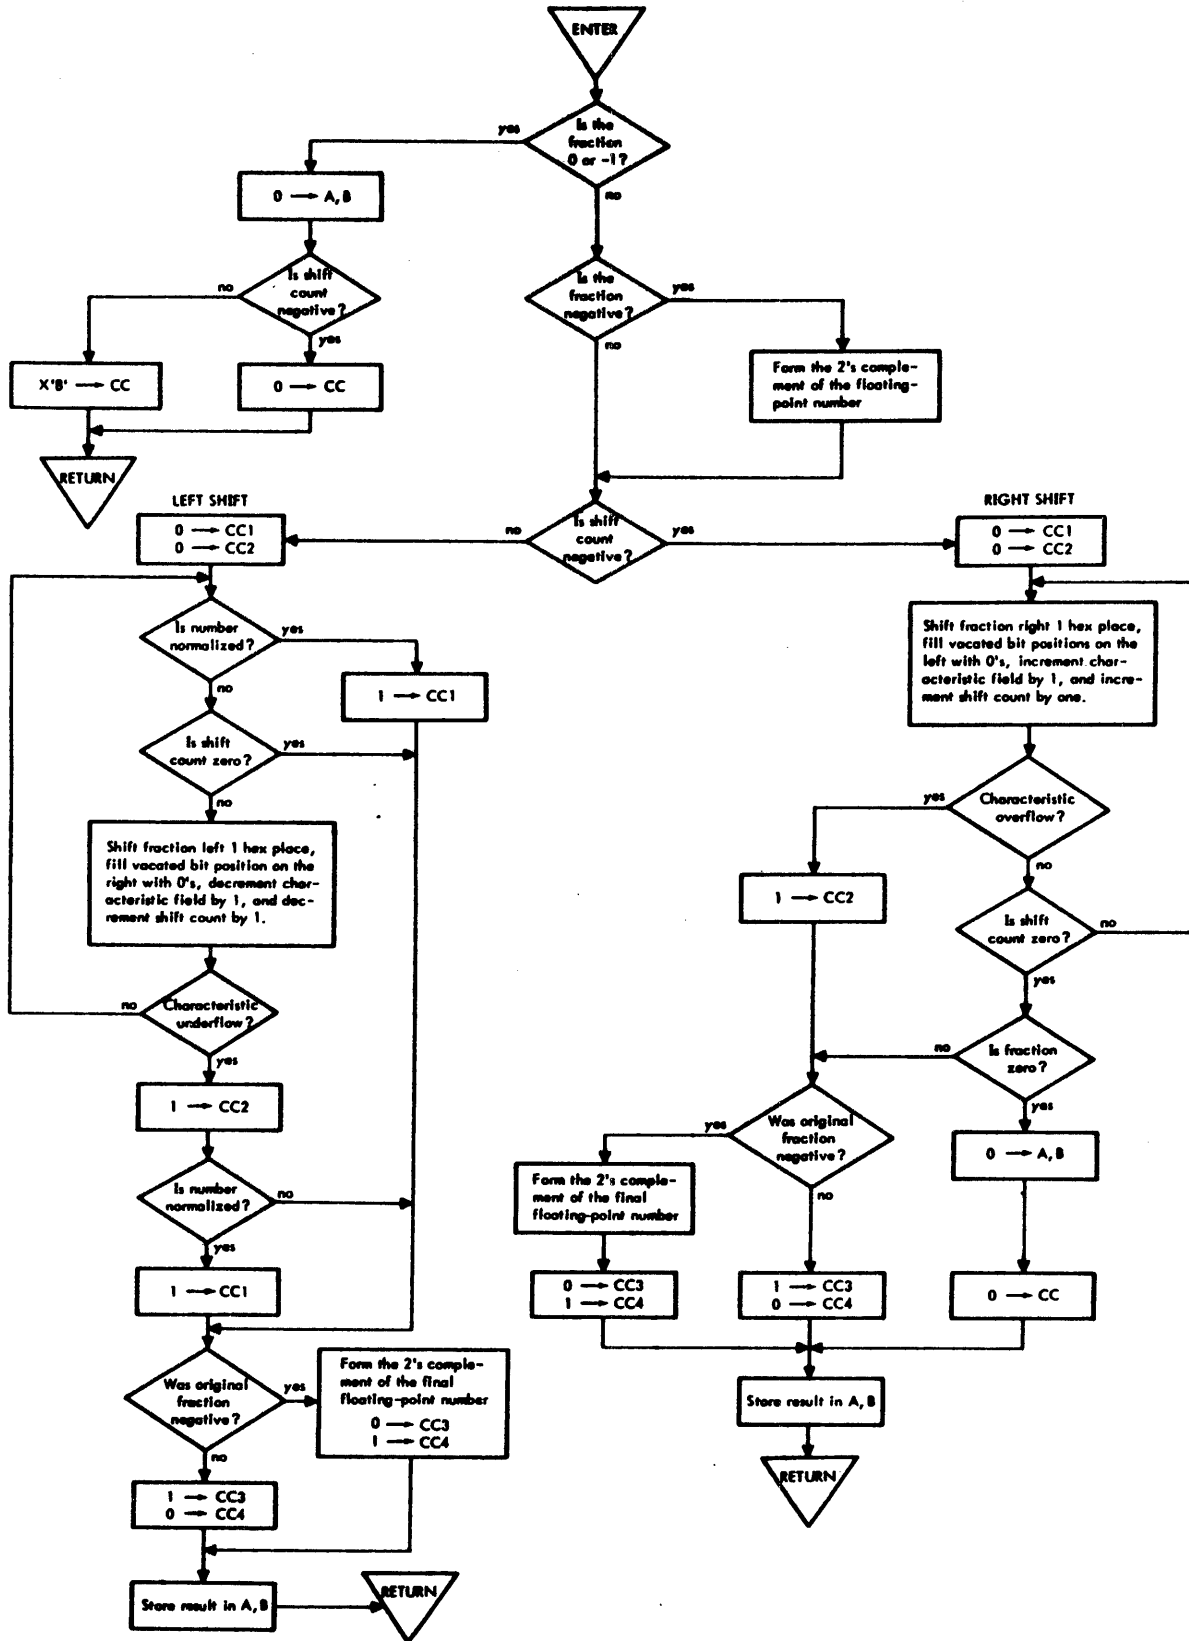 ENTER
Is the
fraction
0 or -1?
yes
no
0 → A, B
Is shift
count
negative?
no
yes
X'B' → CC
0 → CC
RETURN
Is the
fraction
negative?
yes
no
Form the 2's comple-
ment of the floating-
point number
Is shift
count
negative?
no
yes
LEFT SHIFT
0 → CC1
0 → CC2
Is number
normalized?
yes
no
1 → CC1
Is shift
count zero?
yes
no
Shift fraction left 1 hex place,
fill vacated bit position on the
right with 0's, decrement char-
acteristic field by 1, and dec-
rement shift count by 1.
Characteristic
underflow?
no
yes
1 → CC2
Is number
normalized?
no
yes
1 → CC1
Was original
fraction
negative?
yes
no
Form the 2's comple-
ment of the final
floating-point number
0 → CC3
1 → CC4
1 → CC3
0 → CC4
Store result in A, B
RETURN
RIGHT SHIFT
0 → CC1
0 → CC2
Shift fraction right 1 hex place,
fill vacated bit positions on the
left with 0's, increment char-
acteristic field by 1, and incre-
ment shift count by one.
Characteristic
overflow?
yes
no
1 → CC2
Is shift
count zero?
no
yes
Is fraction
zero?
no
yes
Was original
fraction
negative?
yes
no
Form the 2's comple-
ment of the final
floating-point number
0 → CC3
1 → CC4
1 → CC3
0 → CC4
0 → A, B
0 → CC
Store result in A, B
RETURN